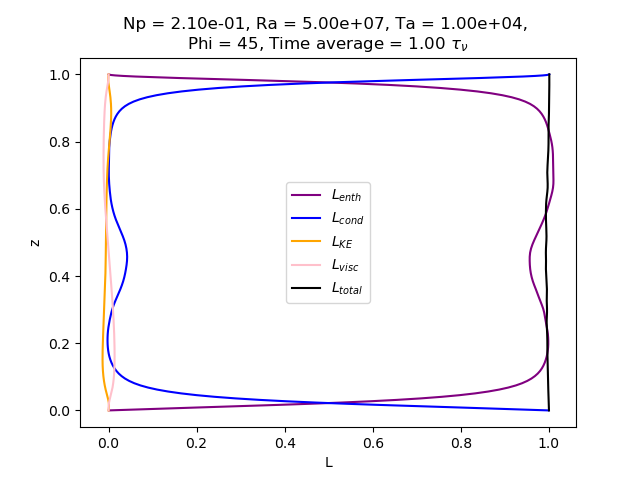 Np = 2.10e-01, Ra = 5.00e+07, Ta = 1.00e+04,
Phi = 45, Time average = 1.00 τ_ν
1.0
0.8
0.6
0.4
0.2
0.0
z
L_enth
L_cond
L_KE
L_visc
L_total
0.0 0.2 0.4 0.6 0.8 1.0
L